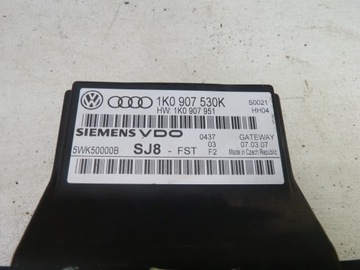 1K0 907 530K
HW: 1K0 907 951
S0021
HH04
SIEMENS VDO
0437
GATEWAY
5WK50000B
SJ8 - FST
03
07.03.07
F2
Made in Czech Republic